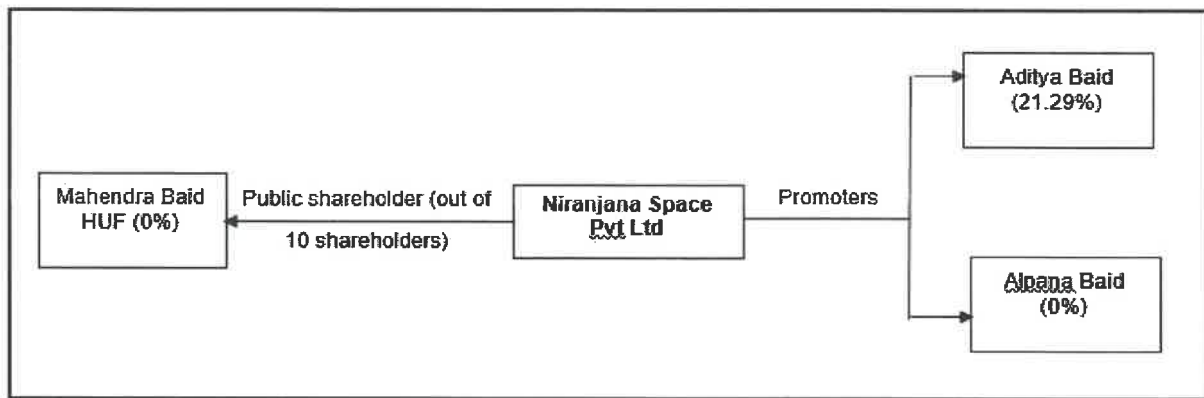 Aditya Baid
(21.29%)
Mahendra Baid
HUF (0%)
Public shareholder (out of
10 shareholders)
Niranjana Space
Pvt Ltd
Promoters
Alpana Baid
(0%)